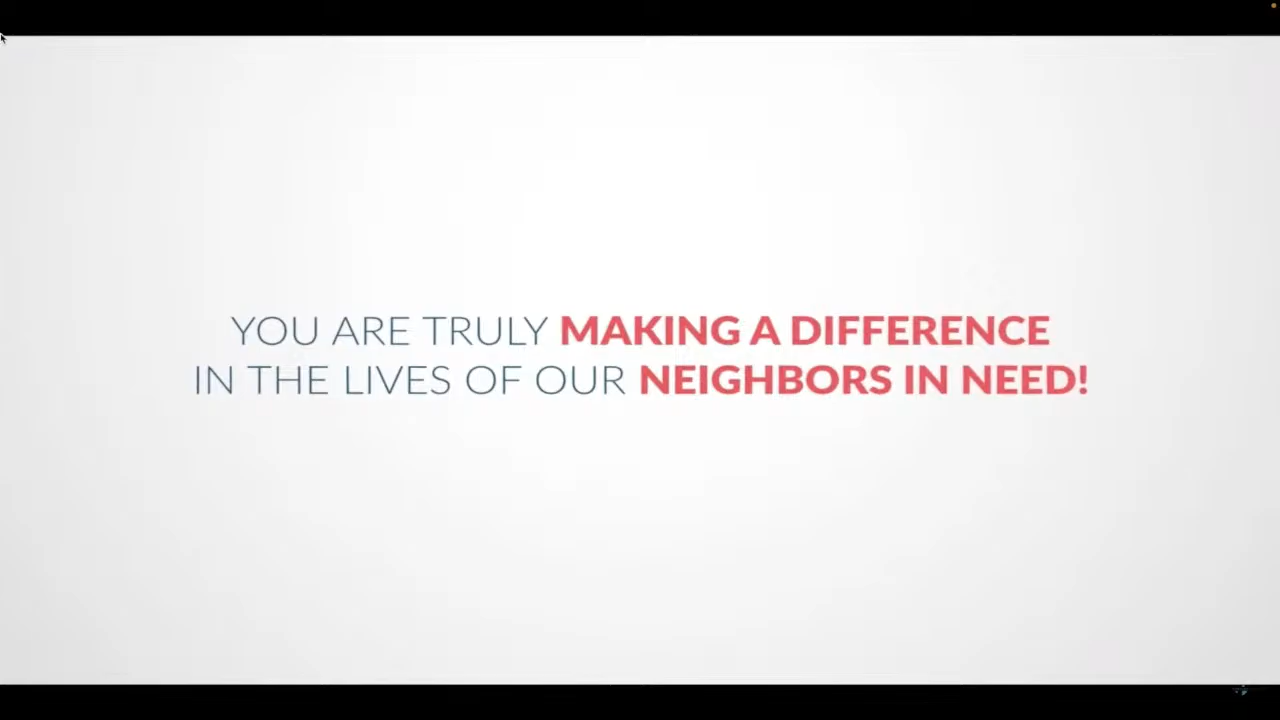 YOU ARE TRULY MAKING A DIFFERENCE
IN THE LIVES OF OUR NEIGHBORS IN NEED!